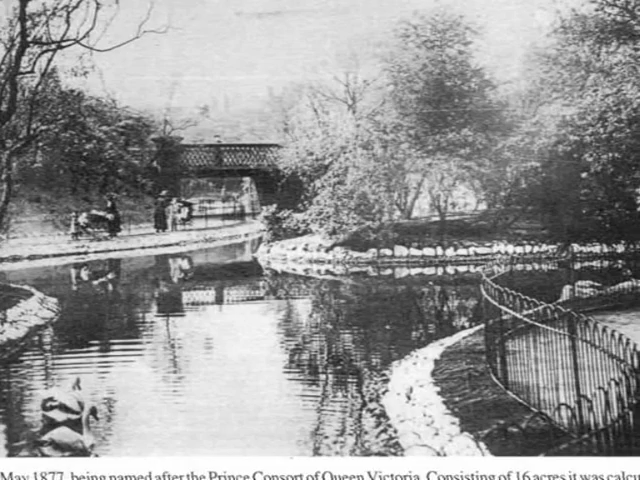 May 1877, being named after the Prince Consort of Queen Victoria. Consisting of 16 acres it was calcu